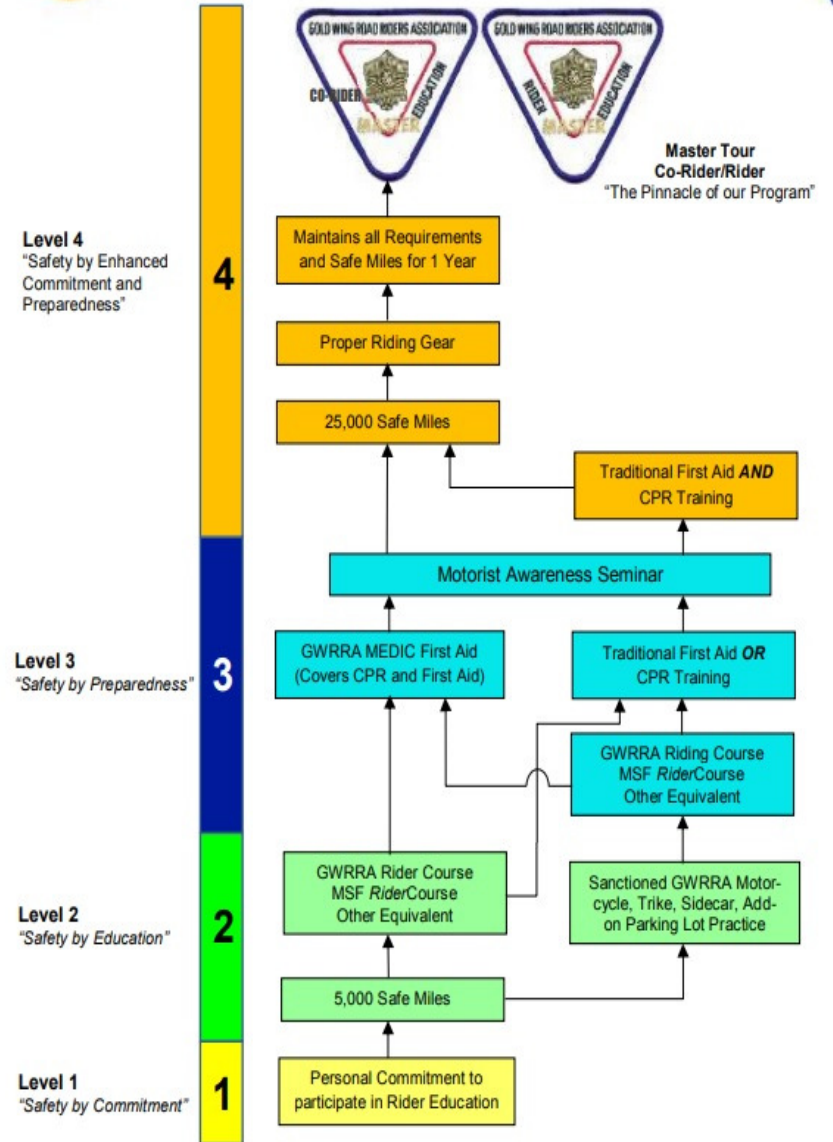 GOLD WING ROAD RIDERS ASSOCIATION
CO-RIDER
EDUCATION
MASTER
GOLD WING ROAD RIDERS ASSOCIATION
RIDER
EDUCATION
MASTER
Master Tour
Co-Rider/Rider
"The Pinnacle of our Program"
Level 4
"Safety by Enhanced
Commitment and
Preparedness"
4
Maintains all Requirements
and Safe Miles for 1 Year
Proper Riding Gear
25,000 Safe Miles
Traditional First Aid AND
CPR Training
Motorist Awareness Seminar
Level 3
"Safety by Preparedness"
3
GWRRA MEDIC First Aid
(Covers CPR and First Aid)
Traditional First Aid OR
CPR Training
GWRRA Riding Course
MSF RiderCourse
Other Equivalent
Level 2
"Safety by Education"
2
GWRRA Rider Course
MSF RiderCourse
Other Equivalent
Sanctioned GWRRA Motor-
cycle, Trike, Sidecar, Add-
on Parking Lot Practice
5,000 Safe Miles
Level 1
"Safety by Commitment"
1
Personal Commitment to
participate in Rider Education